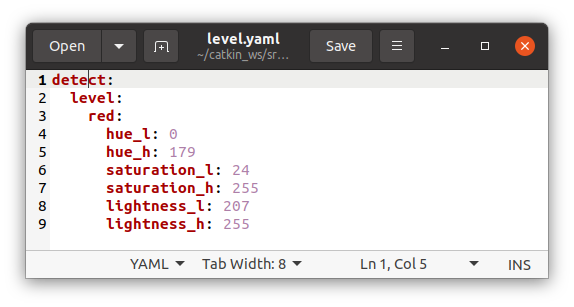 Open
level.yaml
~/catkin_ws/sr...
Save
1 detect:
2   level:
3     red:
4       hue_l: 0
5       hue_h: 179
6       saturation_l: 24
7       saturation_h: 255
8       lightness_l: 207
9       lightness_h: 255
YAML Tab Width: 8 Ln 1, Col 5 INS